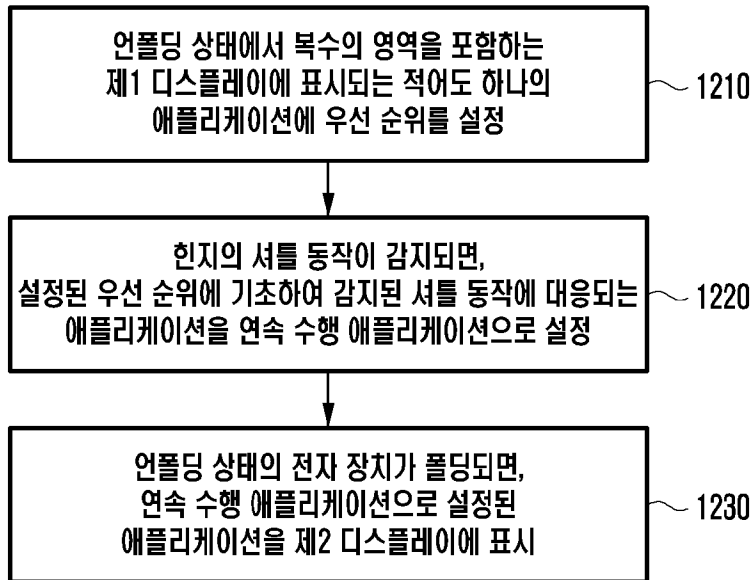 언폴딩 상태에서 복수의 영역을 포함하는
제1 디스플레이에 표시되는 적어도 하나의
애플리케이션에 우선 순위를 설정
1210
힌지의 셔틀 동작이 감지되면,
설정된 우선 순위에 기초하여 감지된 셔틀 동작에 대응되는
애플리케이션을 연속 수행 애플리케이션으로 설정
1220
언폴딩 상태의 전자 장치가 폴딩되면,
연속 수행 애플리케이션으로 설정된
애플리케이션을 제2 디스플레이에 표시
1230